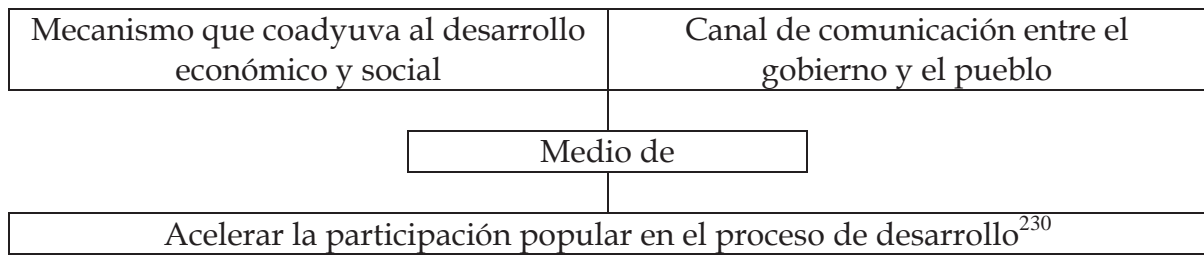 Mecanismo que coadyuva al desarrollo
económico y social
Canal de comunicación entre el
gobierno y el pueblo
Medio de
Acelerar la participación popular en el proceso de desarrollo230